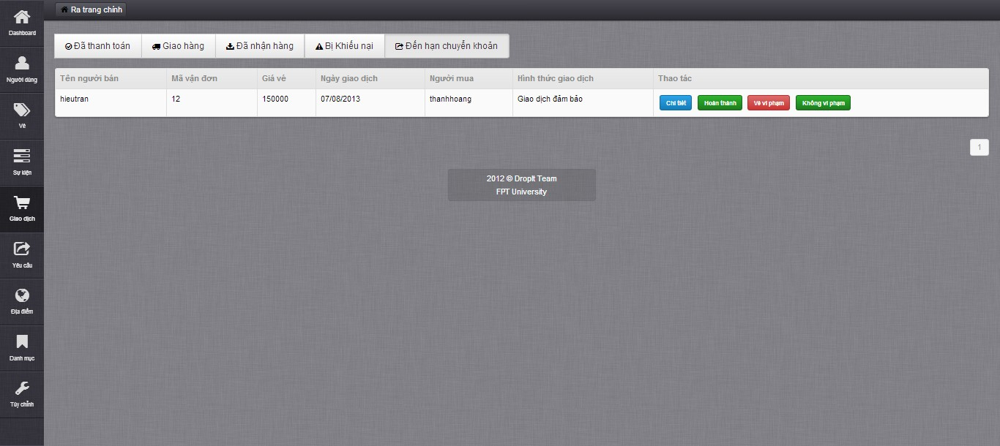 Ra trang chính
Dashboard
Người dùng
Vé
Sự kiện
Giao dịch
Yêu cầu
Địa điểm
Danh mục
Tùy chỉnh
Đã thanh toán Giao hàng Đã nhận hàng Bị Khiếu nại Đến hạn chuyển khoản
Tên người bán Mã vận đơn Giá vé Ngày giao dịch Người mua Hình thức giao dịch Thao tác
hieutran 12 150000 07/08/2013 thanhhoang Giao dịch đảm bảo Chi tiết Hoàn thành Vé vi phạm Không vi phạm
1
2012 © DropIt Team
FPT University